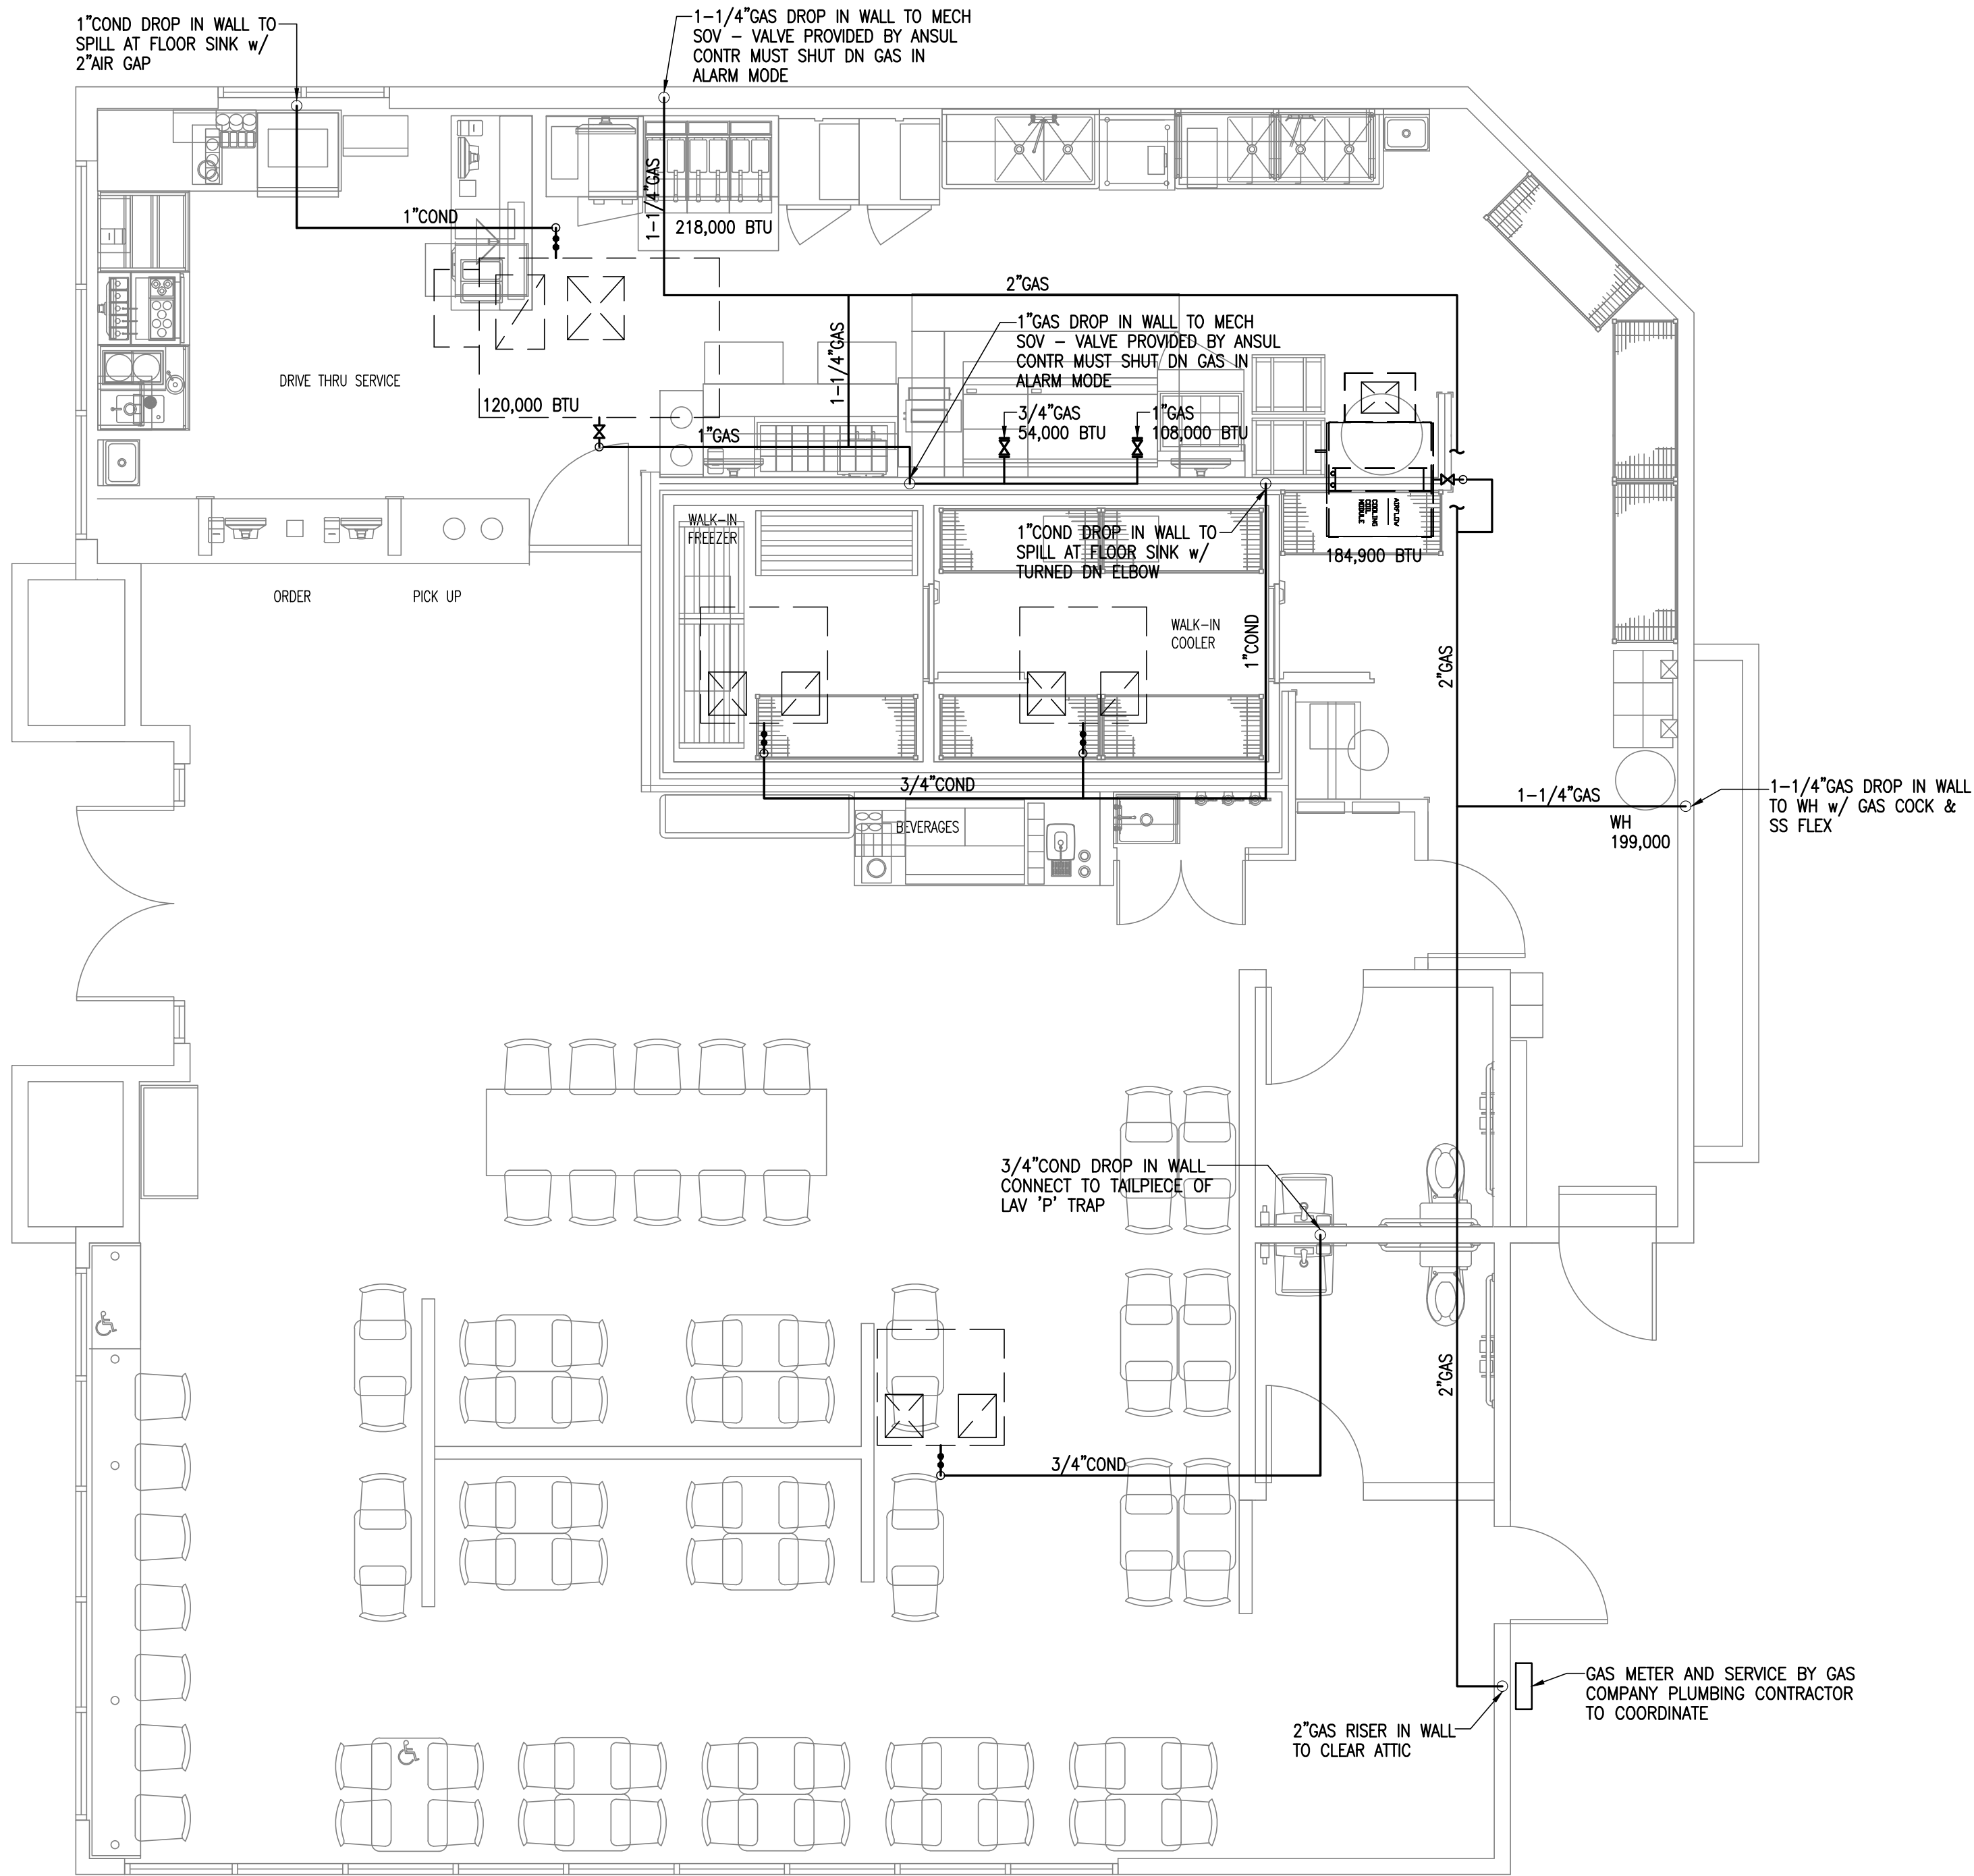 1"COND DROP IN WALL TO
SPILL AT FLOOR SINK w/
2"AIR GAP
1-1/4"GAS DROP IN WALL TO MECH
SOV - VALVE PROVIDED BY ANSUL
CONTR MUST SHUT DN GAS IN
ALARM MODE
1-1/4"GAS
1"COND
218,000 BTU
2"GAS
1"GAS DROP IN WALL TO MECH
SOV - VALVE PROVIDED BY ANSUL
CONTR MUST SHUT DN GAS IN
ALARM MODE
1-1/4"GAS
DRIVE THRU SERVICE
120,000 BTU
3/4"GAS
54,000 BTU
1"GAS
108,000 BTU
1"GAS
WALK-IN
FREEZER
1"COND DROP IN WALL TO
SPILL AT FLOOR SINK w/
TURNED DN ELBOW
AIRFLOW
COOLING
COIL
MODULE
184,900 BTU
ORDER
PICK UP
WALK-IN
COOLER
1"COND
2"GAS
3/4"COND
1-1/4"GAS
1-1/4"GAS DROP IN WALL
TO WH w/ GAS COCK &
SS FLEX
WH
199,000
BEVERAGES
3/4"COND DROP IN WALL
CONNECT TO TAILPIECE OF
LAV 'P' TRAP
2"GAS
3/4"COND
GAS METER AND SERVICE BY GAS
COMPANY PLUMBING CONTRACTOR
TO COORDINATE
2"GAS RISER IN WALL
TO CLEAR ATTIC